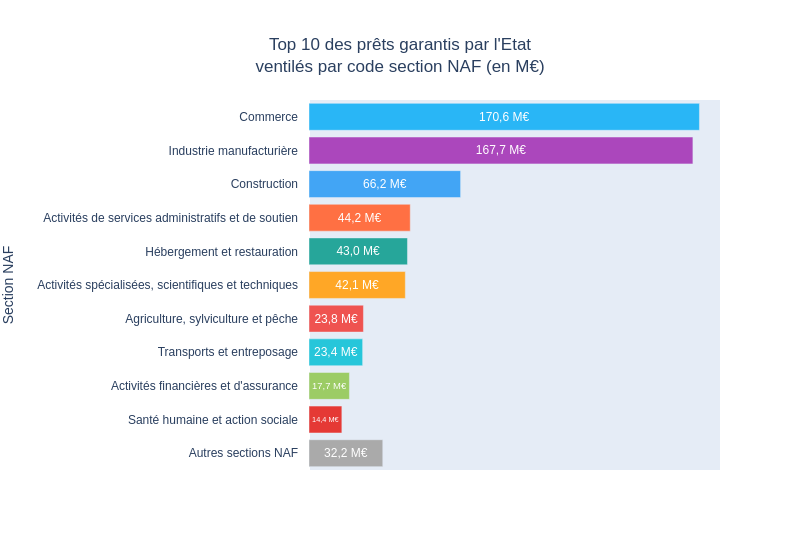 Top 10 des prêts garantis par l'Etat
ventilés par code section NAF (en M€)
Section NAF
Commerce 170,6 M€
Industrie manufacturière 167,7 M€
Construction 66,2 M€
Activités de services administratifs et de soutien 44,2 M€
Hébergement et restauration 43,0 M€
Activités spécialisées, scientifiques et techniques 42,1 M€
Agriculture, sylviculture et pêche 23,8 M€
Transports et entreposage 23,4 M€
Activités financières et d'assurance 17,7 M€
Santé humaine et action sociale 14,4 M€
Autres sections NAF 32,2 M€